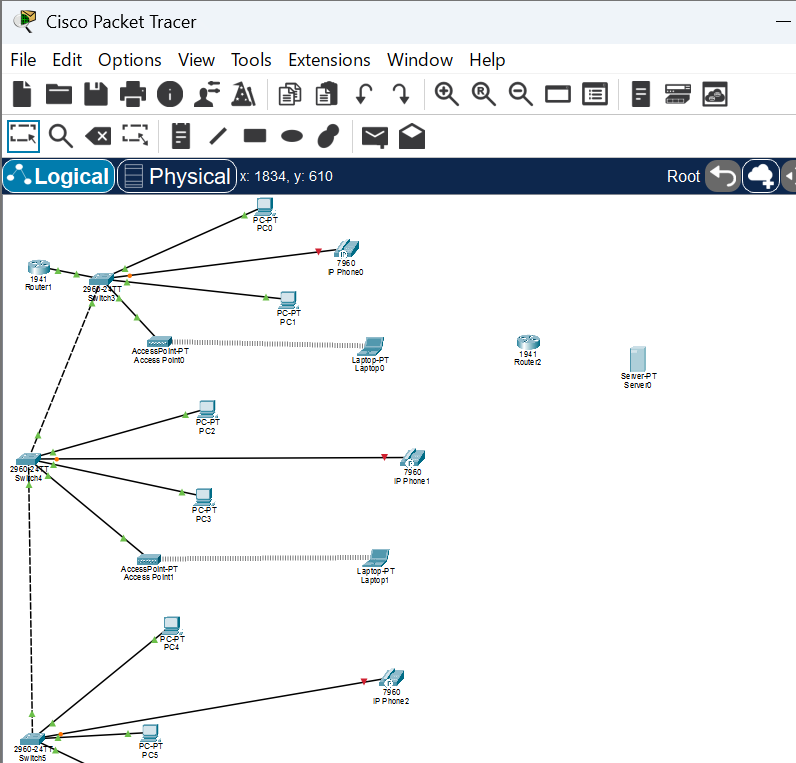 Cisco Packet Tracer
File Edit Options View Tools Extensions Window Help
Logical Physical x: 1834, y: 610 Root
PC-PT
PC0
7960
IP Phone0
1941
Router1
2960-24TT
Switch3
PC-PT
PC1
AccessPoint-PT
Access Point0
Laptop-PT
Laptop0
1941
Router2
Server-PT
Server0
PC-PT
PC2
2960-24TT
Switch4
7960
IP Phone1
PC-PT
PC3
AccessPoint-PT
Access Point1
Laptop-PT
Laptop1
PC-PT
PC4
7960
IP Phone2
2960-24TT
Switch5
PC-PT
PC5